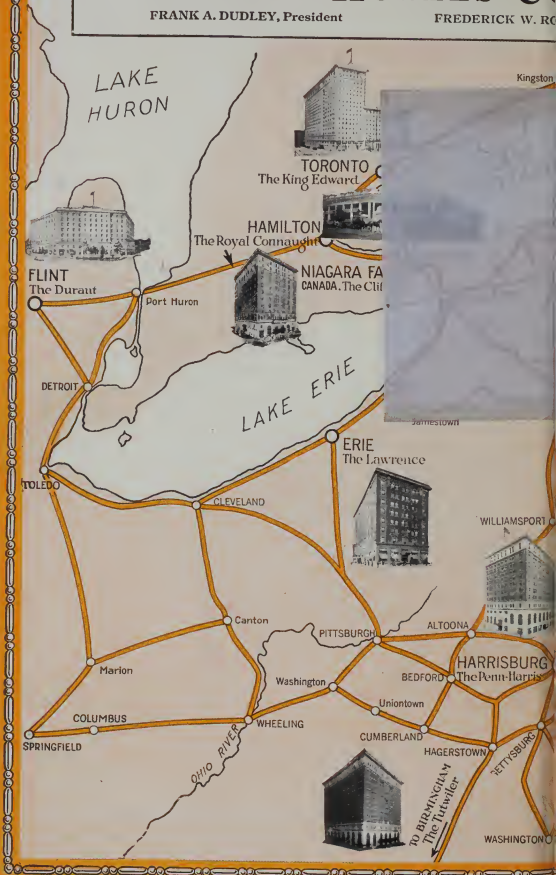 FRANK A. DUDLEY, President
FREDERICK W.
LAKE
HURON
Kingston
TORONTO
The King Edward
HAMILTON
The Royal Connaught
NIAGARA
CANADA. The
FLINT
The Durant
Port Huron
DETROIT
LAKE ERIE
Jamestown
ERIE
The Lawrence
TOLEDO
CLEVELAND
WILLIAMSPORT
Canton
PITTSBURGH
ALTOONA
Marion
HARRISBURG
The Penn-Harris
Washington
BEDFORD
Uniontown
COLUMBUS
WHEELING
CUMBERLAND
SPRINGFIELD
HAGERSTOWN
GETTYSBURG
OHIO RIVER
TO BIRMINGHAM
The Tutwiler
WASHINGTON